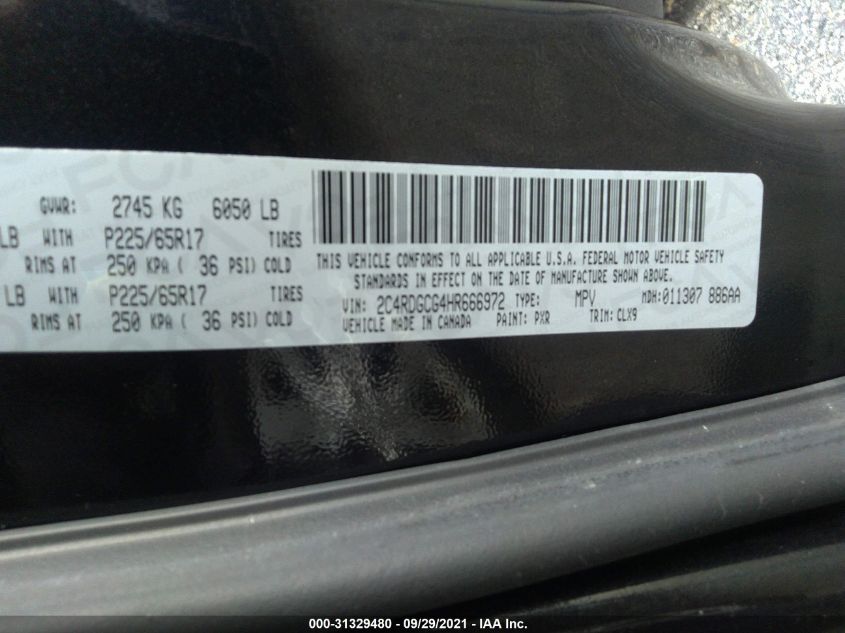 GVWR: 2745 KG 6050 LB
LB WITH P225/65R17 TIRES
RIMS AT 250 KPA ( 36 PSI) COLD
LB WITH P225/65R17 TIRES
RIMS AT 250 KPA ( 36 PSI) COLD
THIS VEHICLE CONFORMS TO ALL APPLICABLE U.S.A. FEDERAL MOTOR VEHICLE SAFETY
STANDARDS IN EFFECT ON THE DATE OF MANUFACTURE SHOWN ABOVE.
VIN: 2C4RDGCG4HR666972 TYPE: MPV MDH:011307 886AA
VEHICLE MADE IN CANADA PAINT: PXR TRIM:CLX9
000-31329480 - 09/29/2021 - IAA Inc.